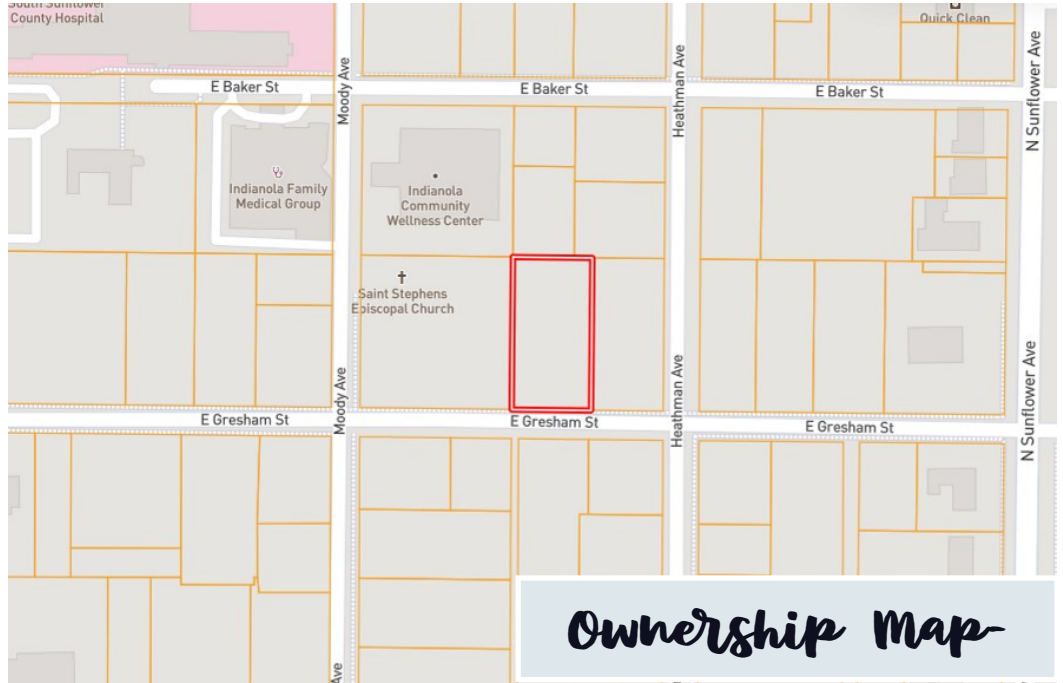 South Sunflower
County Hospital
Quick Clean
E Baker St
E Baker St
E Baker St
Moody Ave
Heathman Ave
N Sunflower Ave
Indianola Family
Medical Group
Indianola
Community
Wellness Center
Saint Stephens
Episcopal Church
Moody Ave
Heathman Ave
N Sunflower Ave
E Gresham St
E Gresham St
E Gresham St
Ownership Map-
Ave